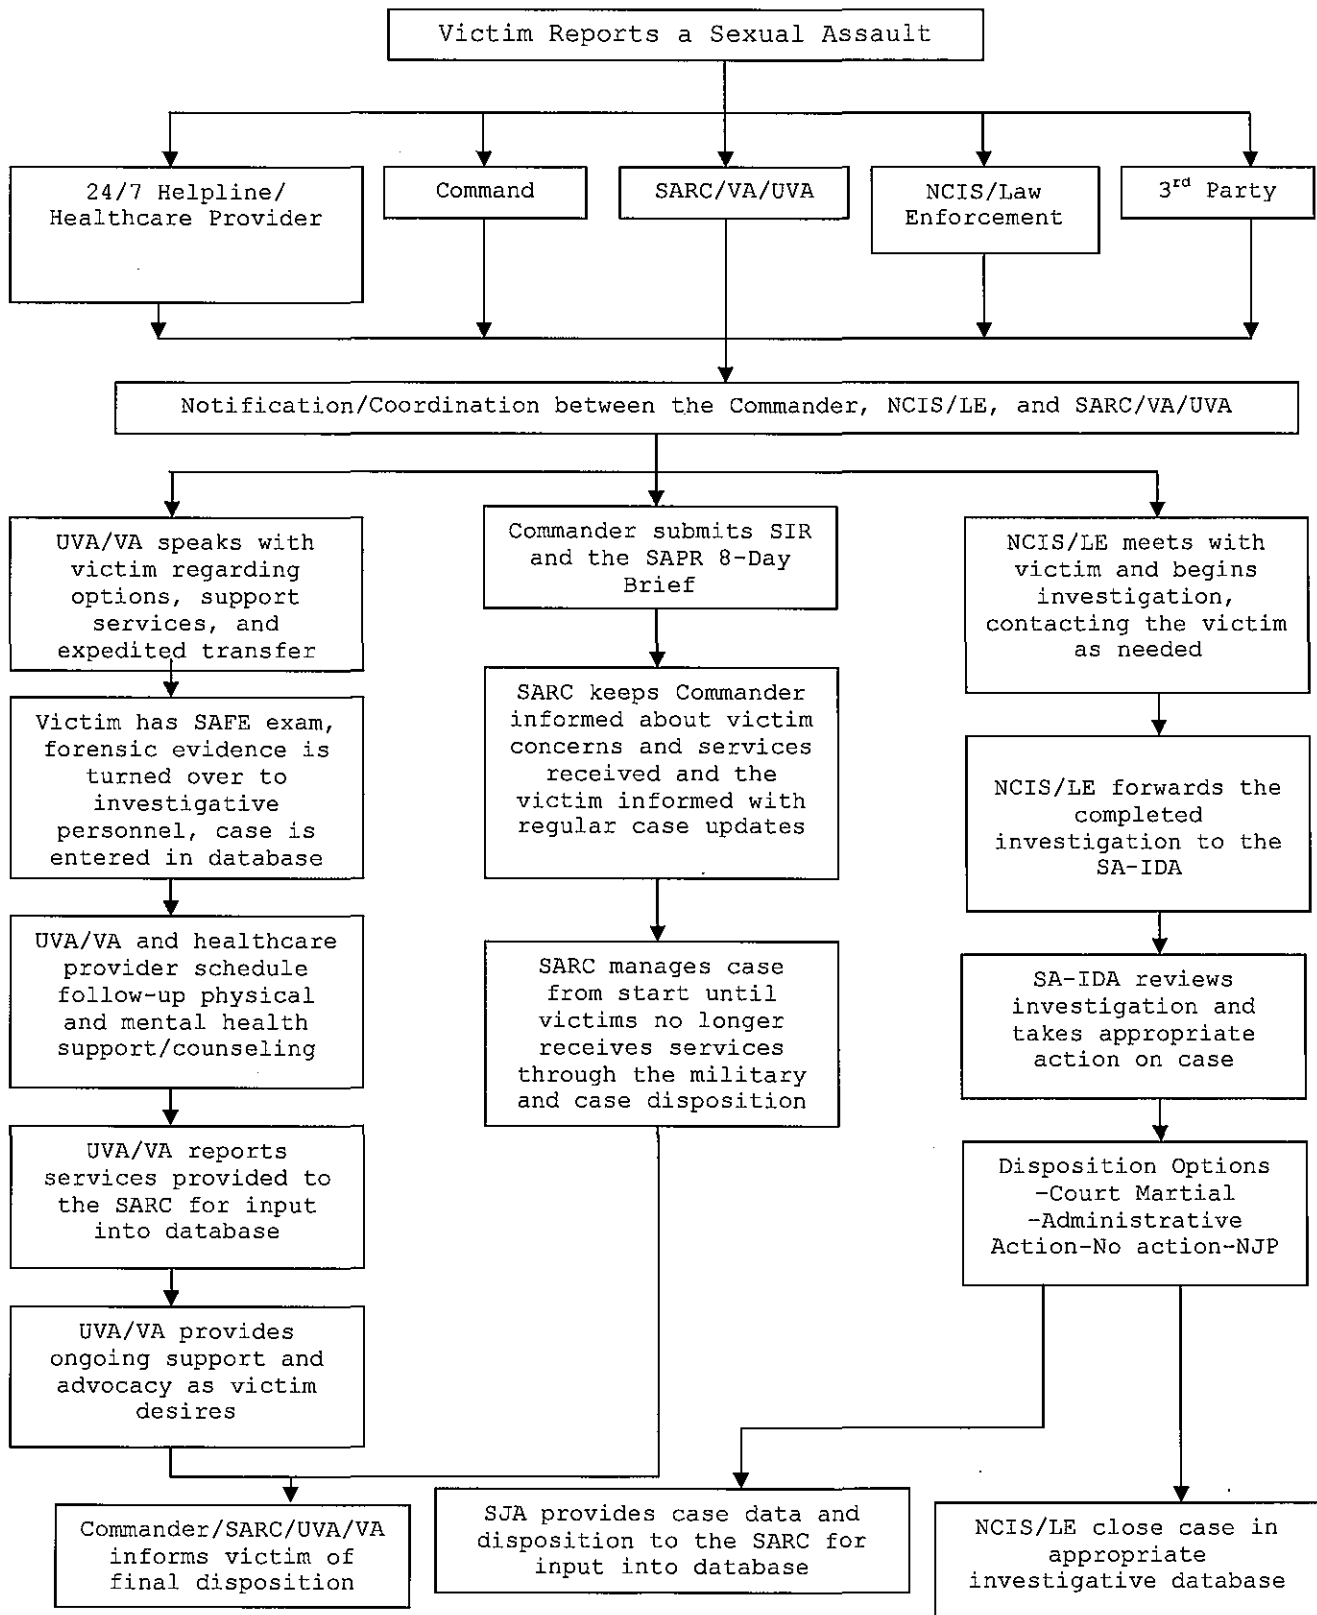 Victim Reports a Sexual Assault
24/7 Helpline/
Healthcare Provider
Command
SARC/VA/UVA
NCIS/Law
Enforcement
3rd Party
Notification/Coordination between the Commander, NCIS/LE, and SARC/VA/UVA
UVA/VA speaks with
victim regarding
options, support
services, and
expedited transfer
Victim has SAFE exam,
forensic evidence is
turned over to
investigative
personnel, case is
entered in database
UVA/VA and healthcare
provider schedule
follow-up physical
and mental health
support/counseling
UVA/VA reports
services provided to
the SARC for input
into database
UVA/VA provides
ongoing support and
advocacy as victim
desires
Commander submits SIR
and the SAPR 8-Day
Brief
SARC keeps Commander
informed about victim
concerns and services
received and the
victim informed with
regular case updates
SARC manages case
from start until
victims no longer
receives services
through the military
and case disposition
Commander/SARC/UVA/VA
informs victim of
final disposition
NCIS/LE meets with
victim and begins
investigation,
contacting the victim
as needed
NCIS/LE forwards the
completed
investigation to the
SA-IDA
SA-IDA reviews
investigation and
takes appropriate
action on case
Disposition Options
-Court Martial
-Administrative
Action-No action-NJP
SJA provides case data and
disposition to the SARC for
input into database
NCIS/LE close case in
appropriate
investigative database